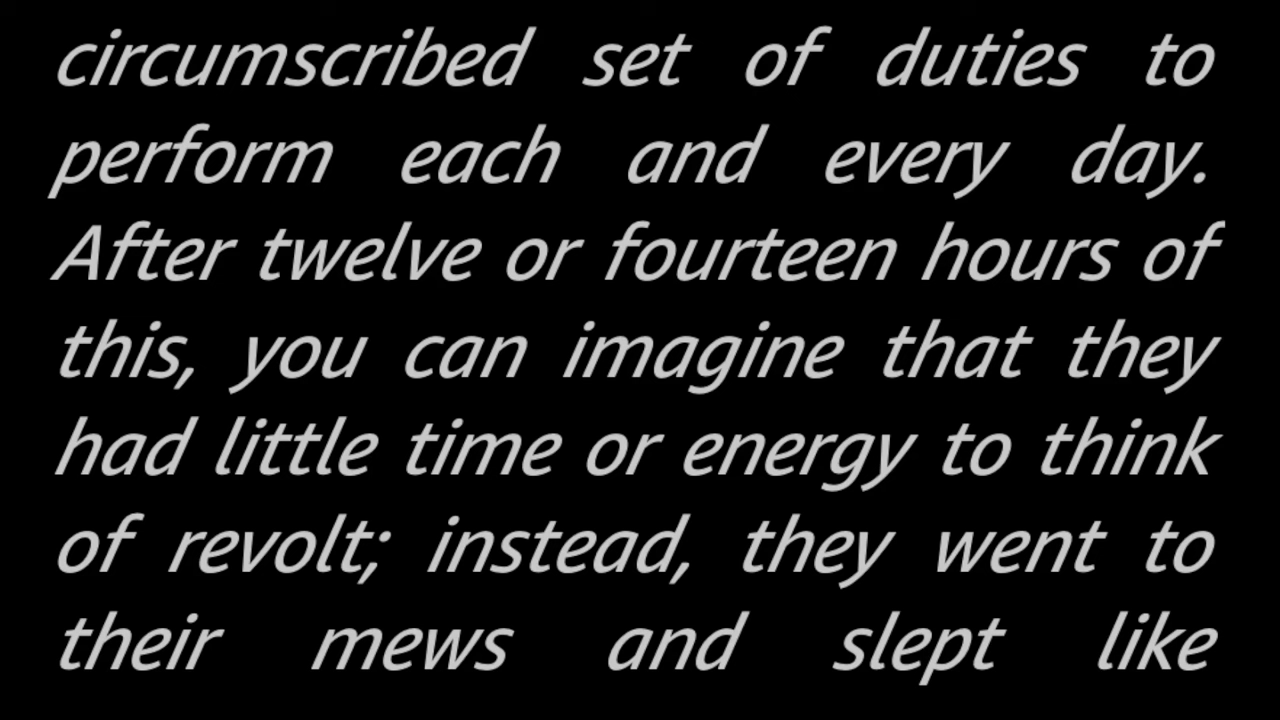 circumscribed set of duties to
perform each and every day.
After twelve or fourteen hours of
this, you can imagine that they
had little time or energy to think
of revolt; instead, they went to
their mews and slept like